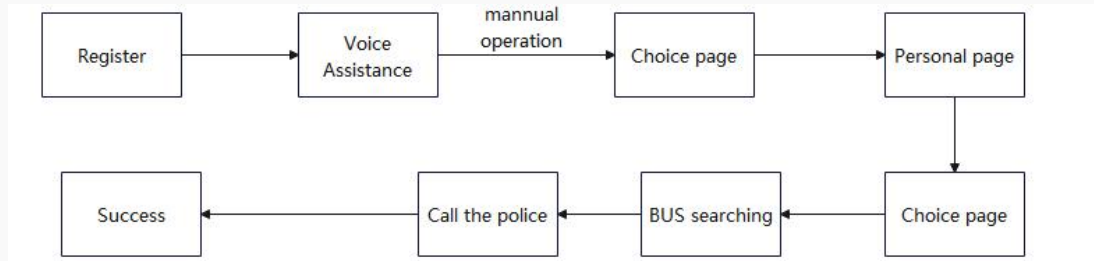 Register
Voice
Assistance
mannual
operation
Choice page
Personal page
Choice page
BUS searching
Call the police
Success